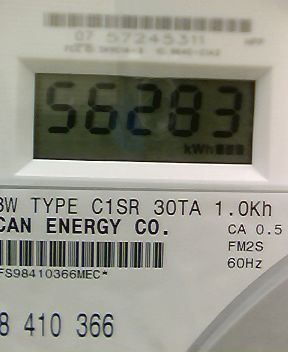 07 57245311
56283
kWh
3W TYPE C1SR 30TA 1.0Kh
CAN ENERGY CO.
CA 0.5
FM2S
60Hz
FS98410366MEC*
8 410 366